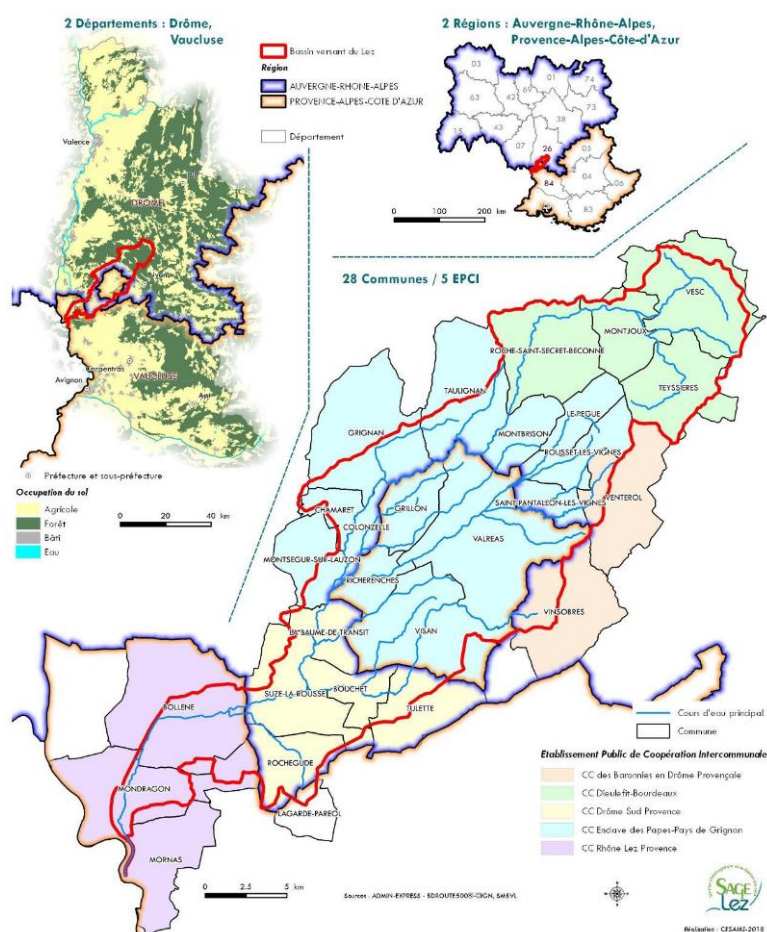 2 Départements : Drôme,
Vaucluse
Bassin versant du Lez
Région
AUVERGNE-RHONE-ALPES
PROVENCE-ALPES-COTE D'AZUR
Département
Valence
DROME
Nyons
Carpentras
VAUCLUSE
Avignon
Apt
Préfecture et sous-préfecture
Occupation du sol
Agricole
Forêt
Bâti
Eau
0 20 40
km
2 Régions : Auvergne-Rhône-Alpes,
Provence-Alpes-Côte-d'Azur
03
01
74
69
63
42
73
38
43
15
07
26
05
04
84
06
83
0 100 200
km
28 Communes / 5 EPCI
VESC
MONTJOUX
ROCHE-SAINT-SECRET-BECONNE
TEYSSIERES
TAULIGNAN
LE-PEGUE
GRIGNAN
MONTBRISON
ROUSSET-LES-VIGNES
CHAMARET
GRILLON
SAINT-PANTALEON-LES-VIGNES
VENTEROL
COLONZELLE
VALREAS
MONTSEGUR-SUR-LAUZON
RICHERENCHES
VINSOBRES
LA-BAUME-DE-TRANSIT
VISAN
SUZE-LA-ROUSSE
BOUCHET
BOLLENE
TULETTE
ROCHEGUDE
MONDRAGON
LAGARDE-PAREOL
MORNAS
0 2.5 5
km
Cours d'eau principal
Commune
Etablissement Public de Coopération Intercommunale
CC des Baronnies en Drôme Provençale
CC Dieulefit-Bourdeaux
CC Drôme Sud Provence
CC Enclave des Papes-Pays de Grignan
CC Rhône Lez Provence
Sources : ADMIN-EXPRESS - BDROUTE500®-©IGN, SMBVL
SAGE
Lez
Réalisation : CESAME-2018